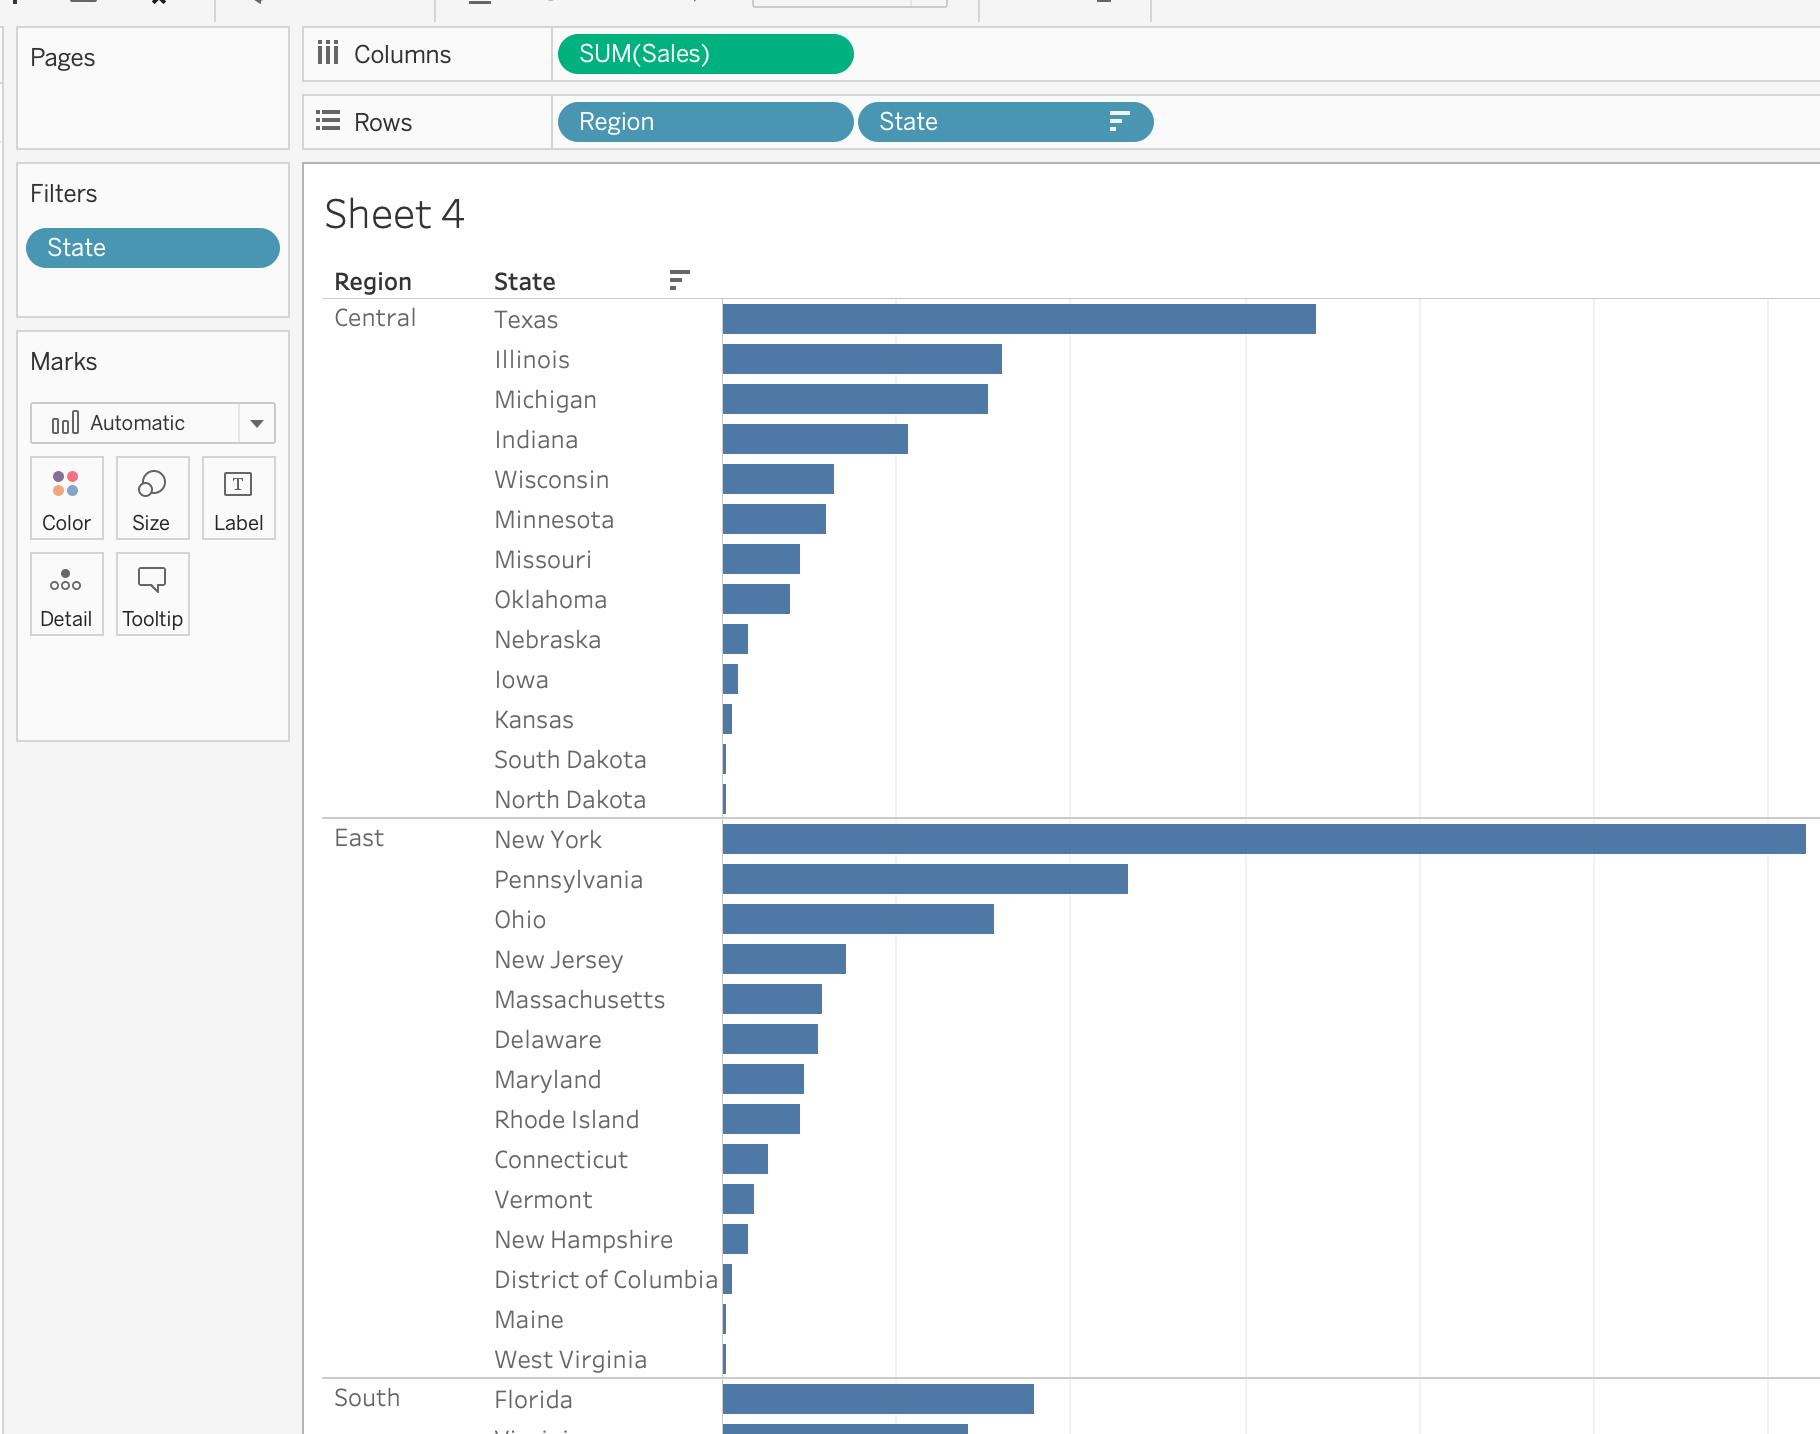 Pages
Columns
SUM(Sales)
Rows
Region
State
Filters
State
Marks
Automatic
Color
Size
T
Label
Detail
Tooltip
Sheet 4
Region State
Central Texas
Illinois
Michigan
Indiana
Wisconsin
Minnesota
Missouri
Oklahoma
Nebraska
Iowa
Kansas
South Dakota
North Dakota
East New York
Pennsylvania
Ohio
New Jersey
Massachusetts
Delaware
Maryland
Rhode Island
Connecticut
Vermont
New Hampshire
District of Columbia
Maine
West Virginia
South Florida